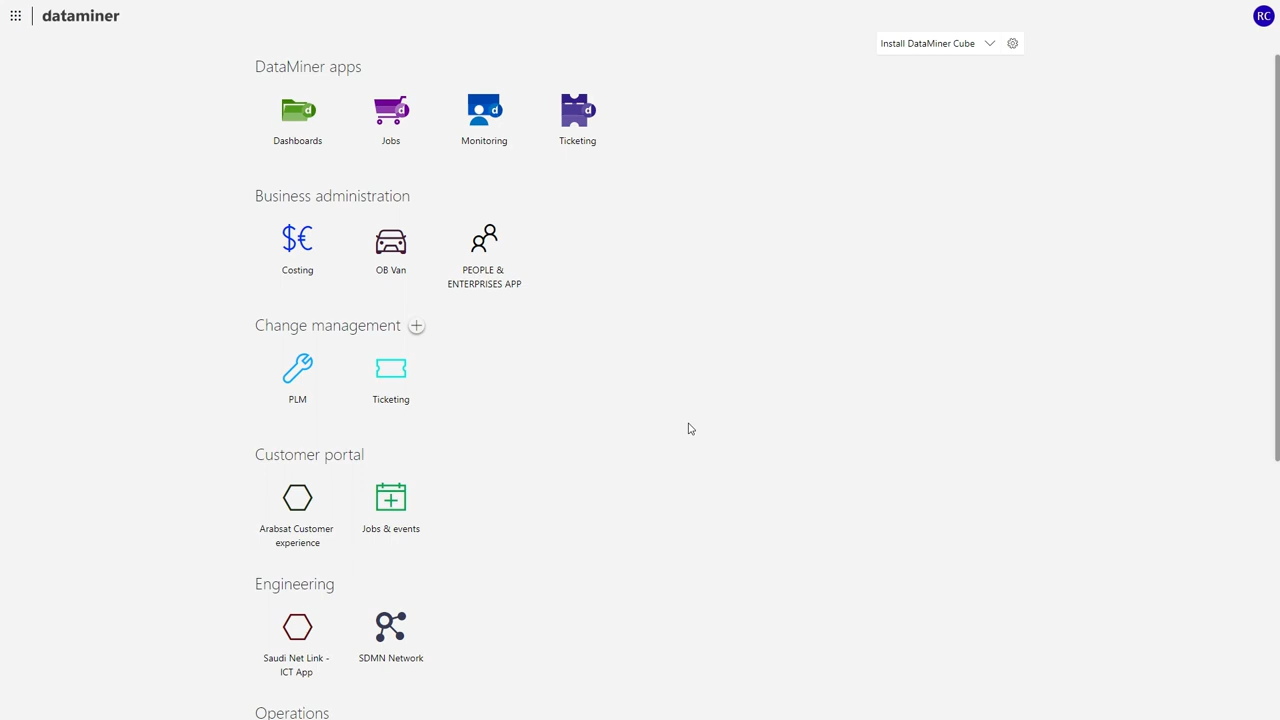 dataminer
RC
Install DataMiner Cube
DataMiner apps
Dashboards
Jobs
Monitoring
Ticketing
Business administration
$€
Costing
OB Van
PEOPLE &
ENTERPRISES APP
Change management
PLM
Ticketing
Customer portal
Arabsat Customer
experience
Jobs & events
Engineering
Saudi Net Link -
ICT App
SDMN Network
Operations